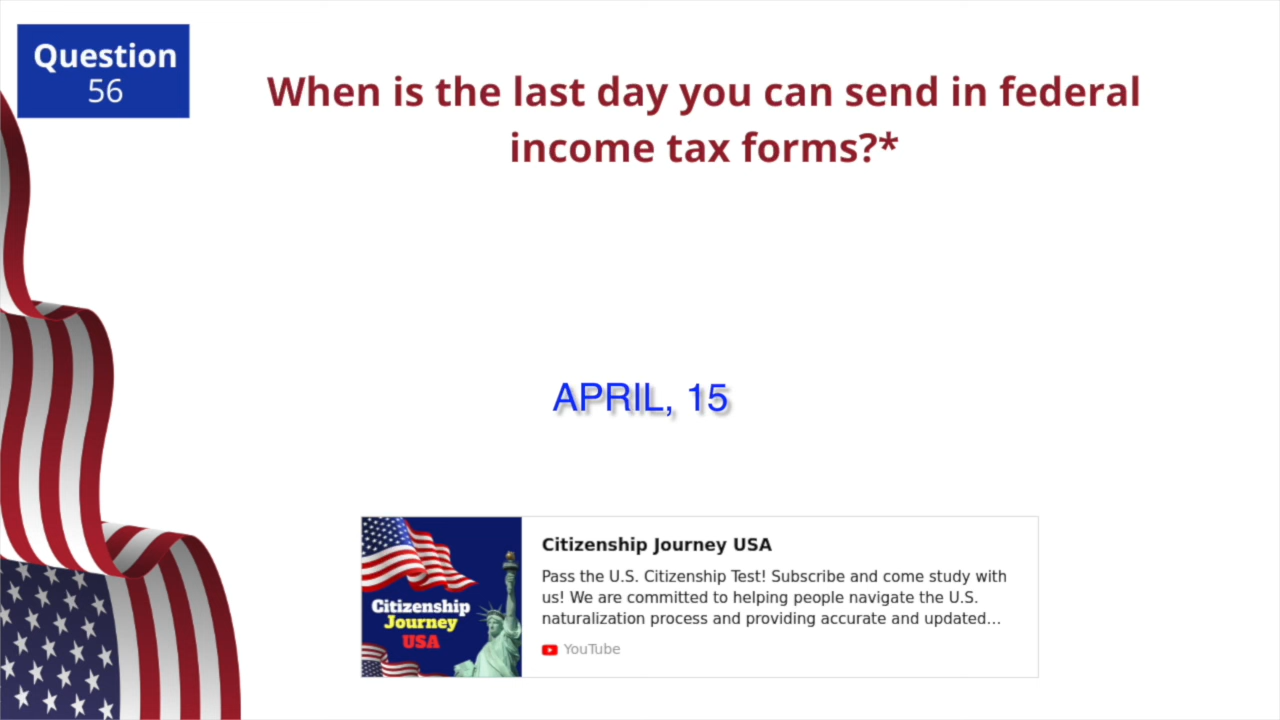 Question
56
When is the last day you can send in federal
income tax forms?*
APRIL, 15
Citizenship
Journey
USA
Citizenship Journey USA
Pass the U.S. Citizenship Test! Subscribe and come study with
us! We are committed to helping people navigate the U.S.
naturalization process and providing accurate and updated...
YouTube